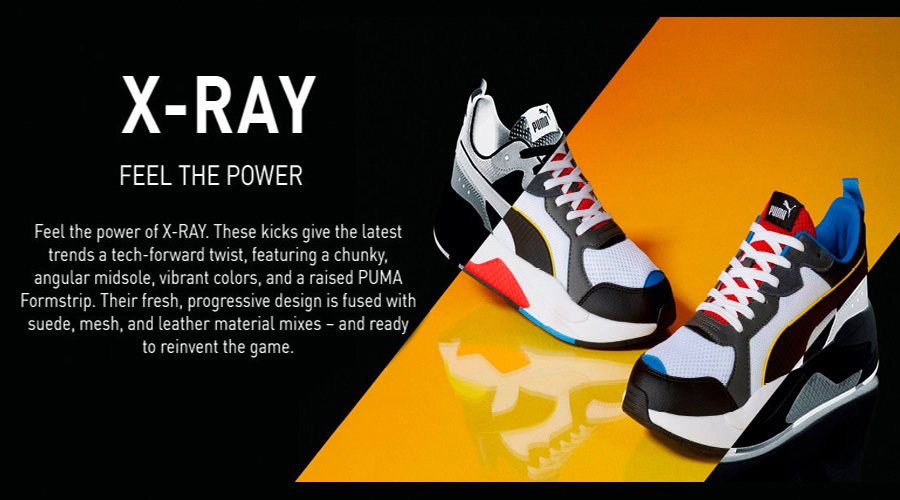 X-RAY
FEEL THE POWER
Feel the power of X-RAY. These kicks give the latest
trends a tech-forward twist, featuring a chunky,
angular midsole, vibrant colors, and a raised PUMA
Formstrip. Their fresh, progressive design is fused with
suede, mesh, and leather material mixes – and ready
to reinvent the game.
PUMA
PUMA